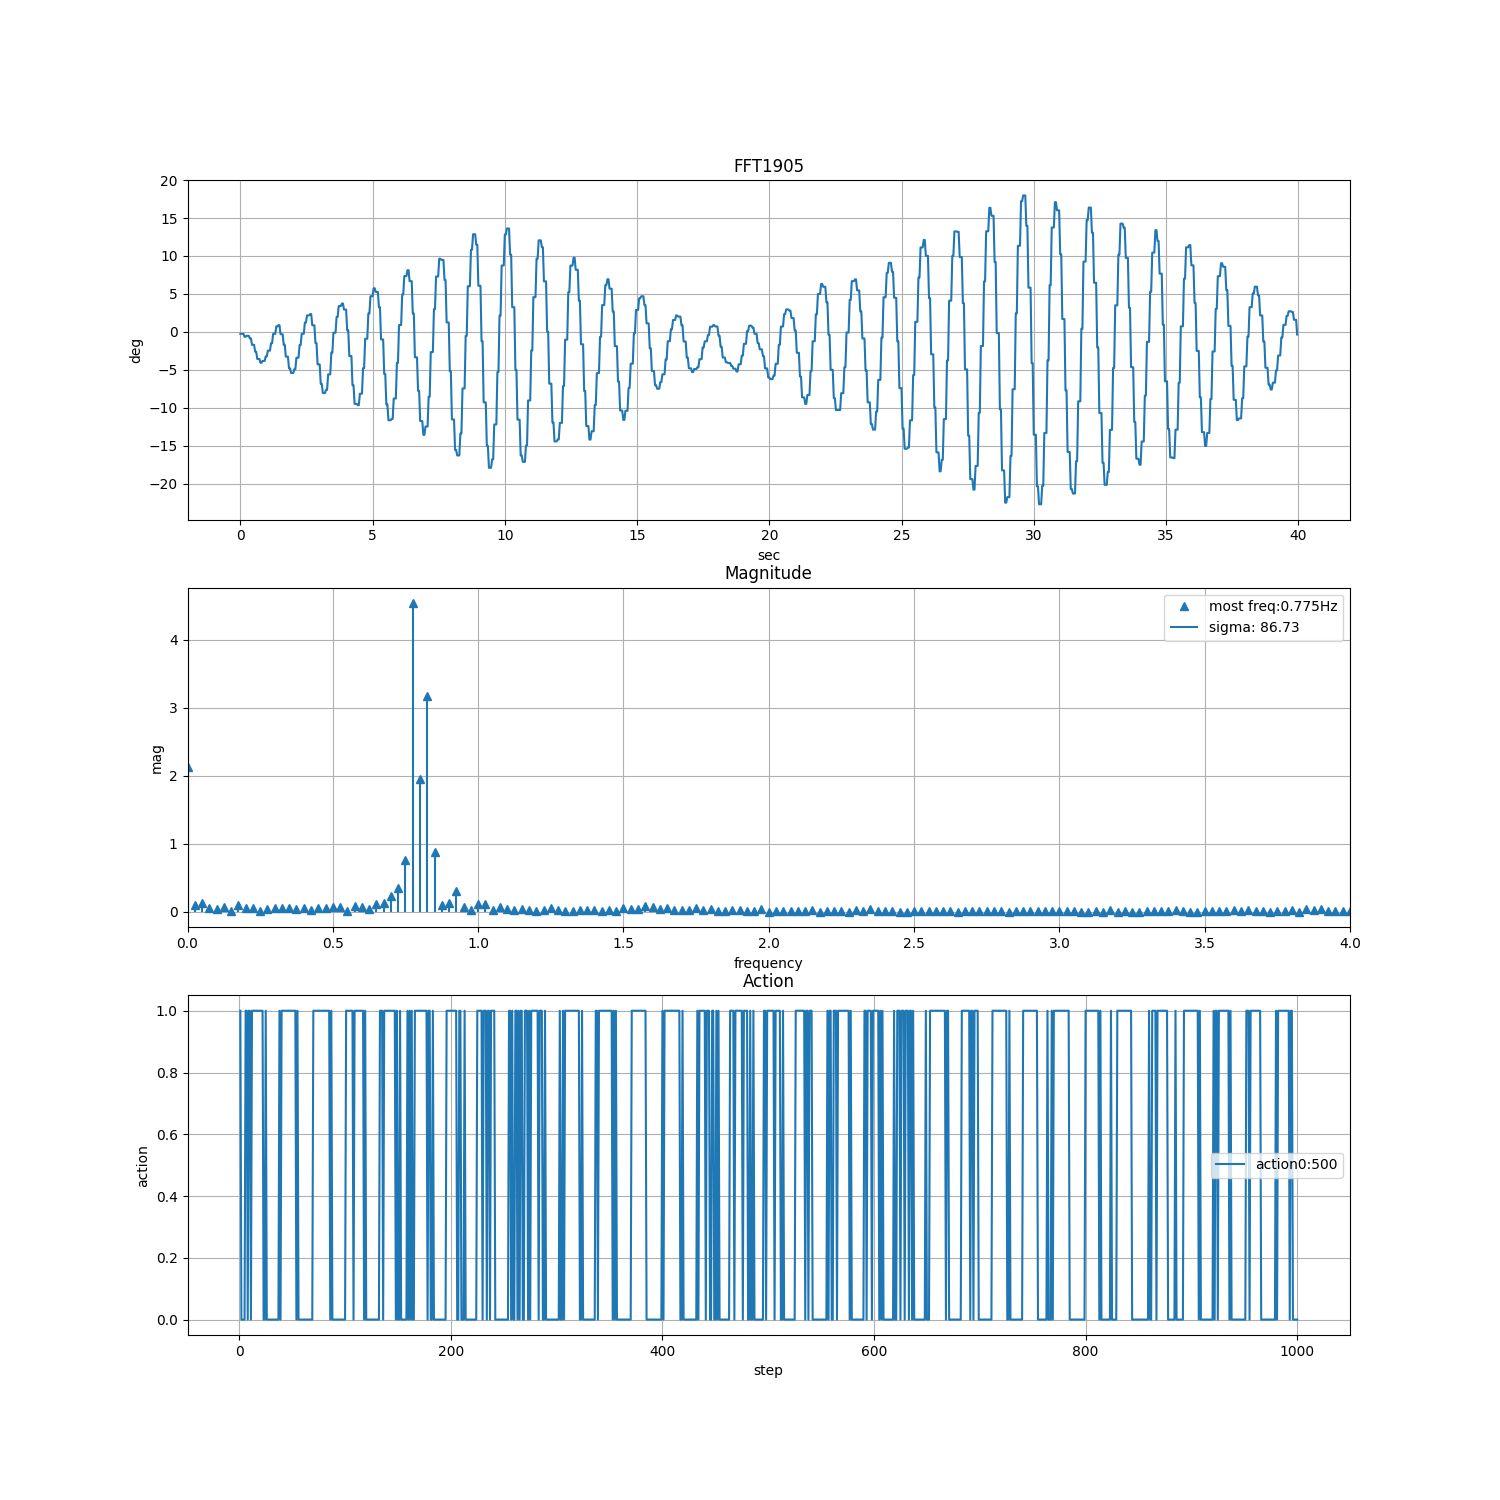 FFT1905
20
15
10
5
0
−5
−10
−15
−20
deg
0 5 10 15 20 25 30 35 40
sec
Magnitude
most freq:0.775Hz
sigma: 86.73
4
3
2
1
0
mag
0.0 0.5 1.0 1.5 2.0 2.5 3.0 3.5 4.0
frequency
Action
1.0
0.8
0.6
0.4
0.2
0.0
action
action0:500
0 200 400 600 800 1000
step